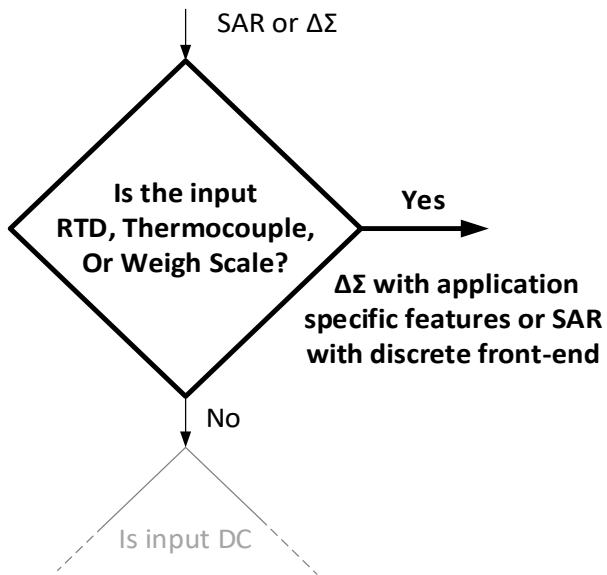 SAR or ΔΣ
Is the input
RTD, Thermocouple,
Or Weigh Scale?
Yes
ΔΣ with application
specific features or SAR
with discrete front-end
No
Is input DC